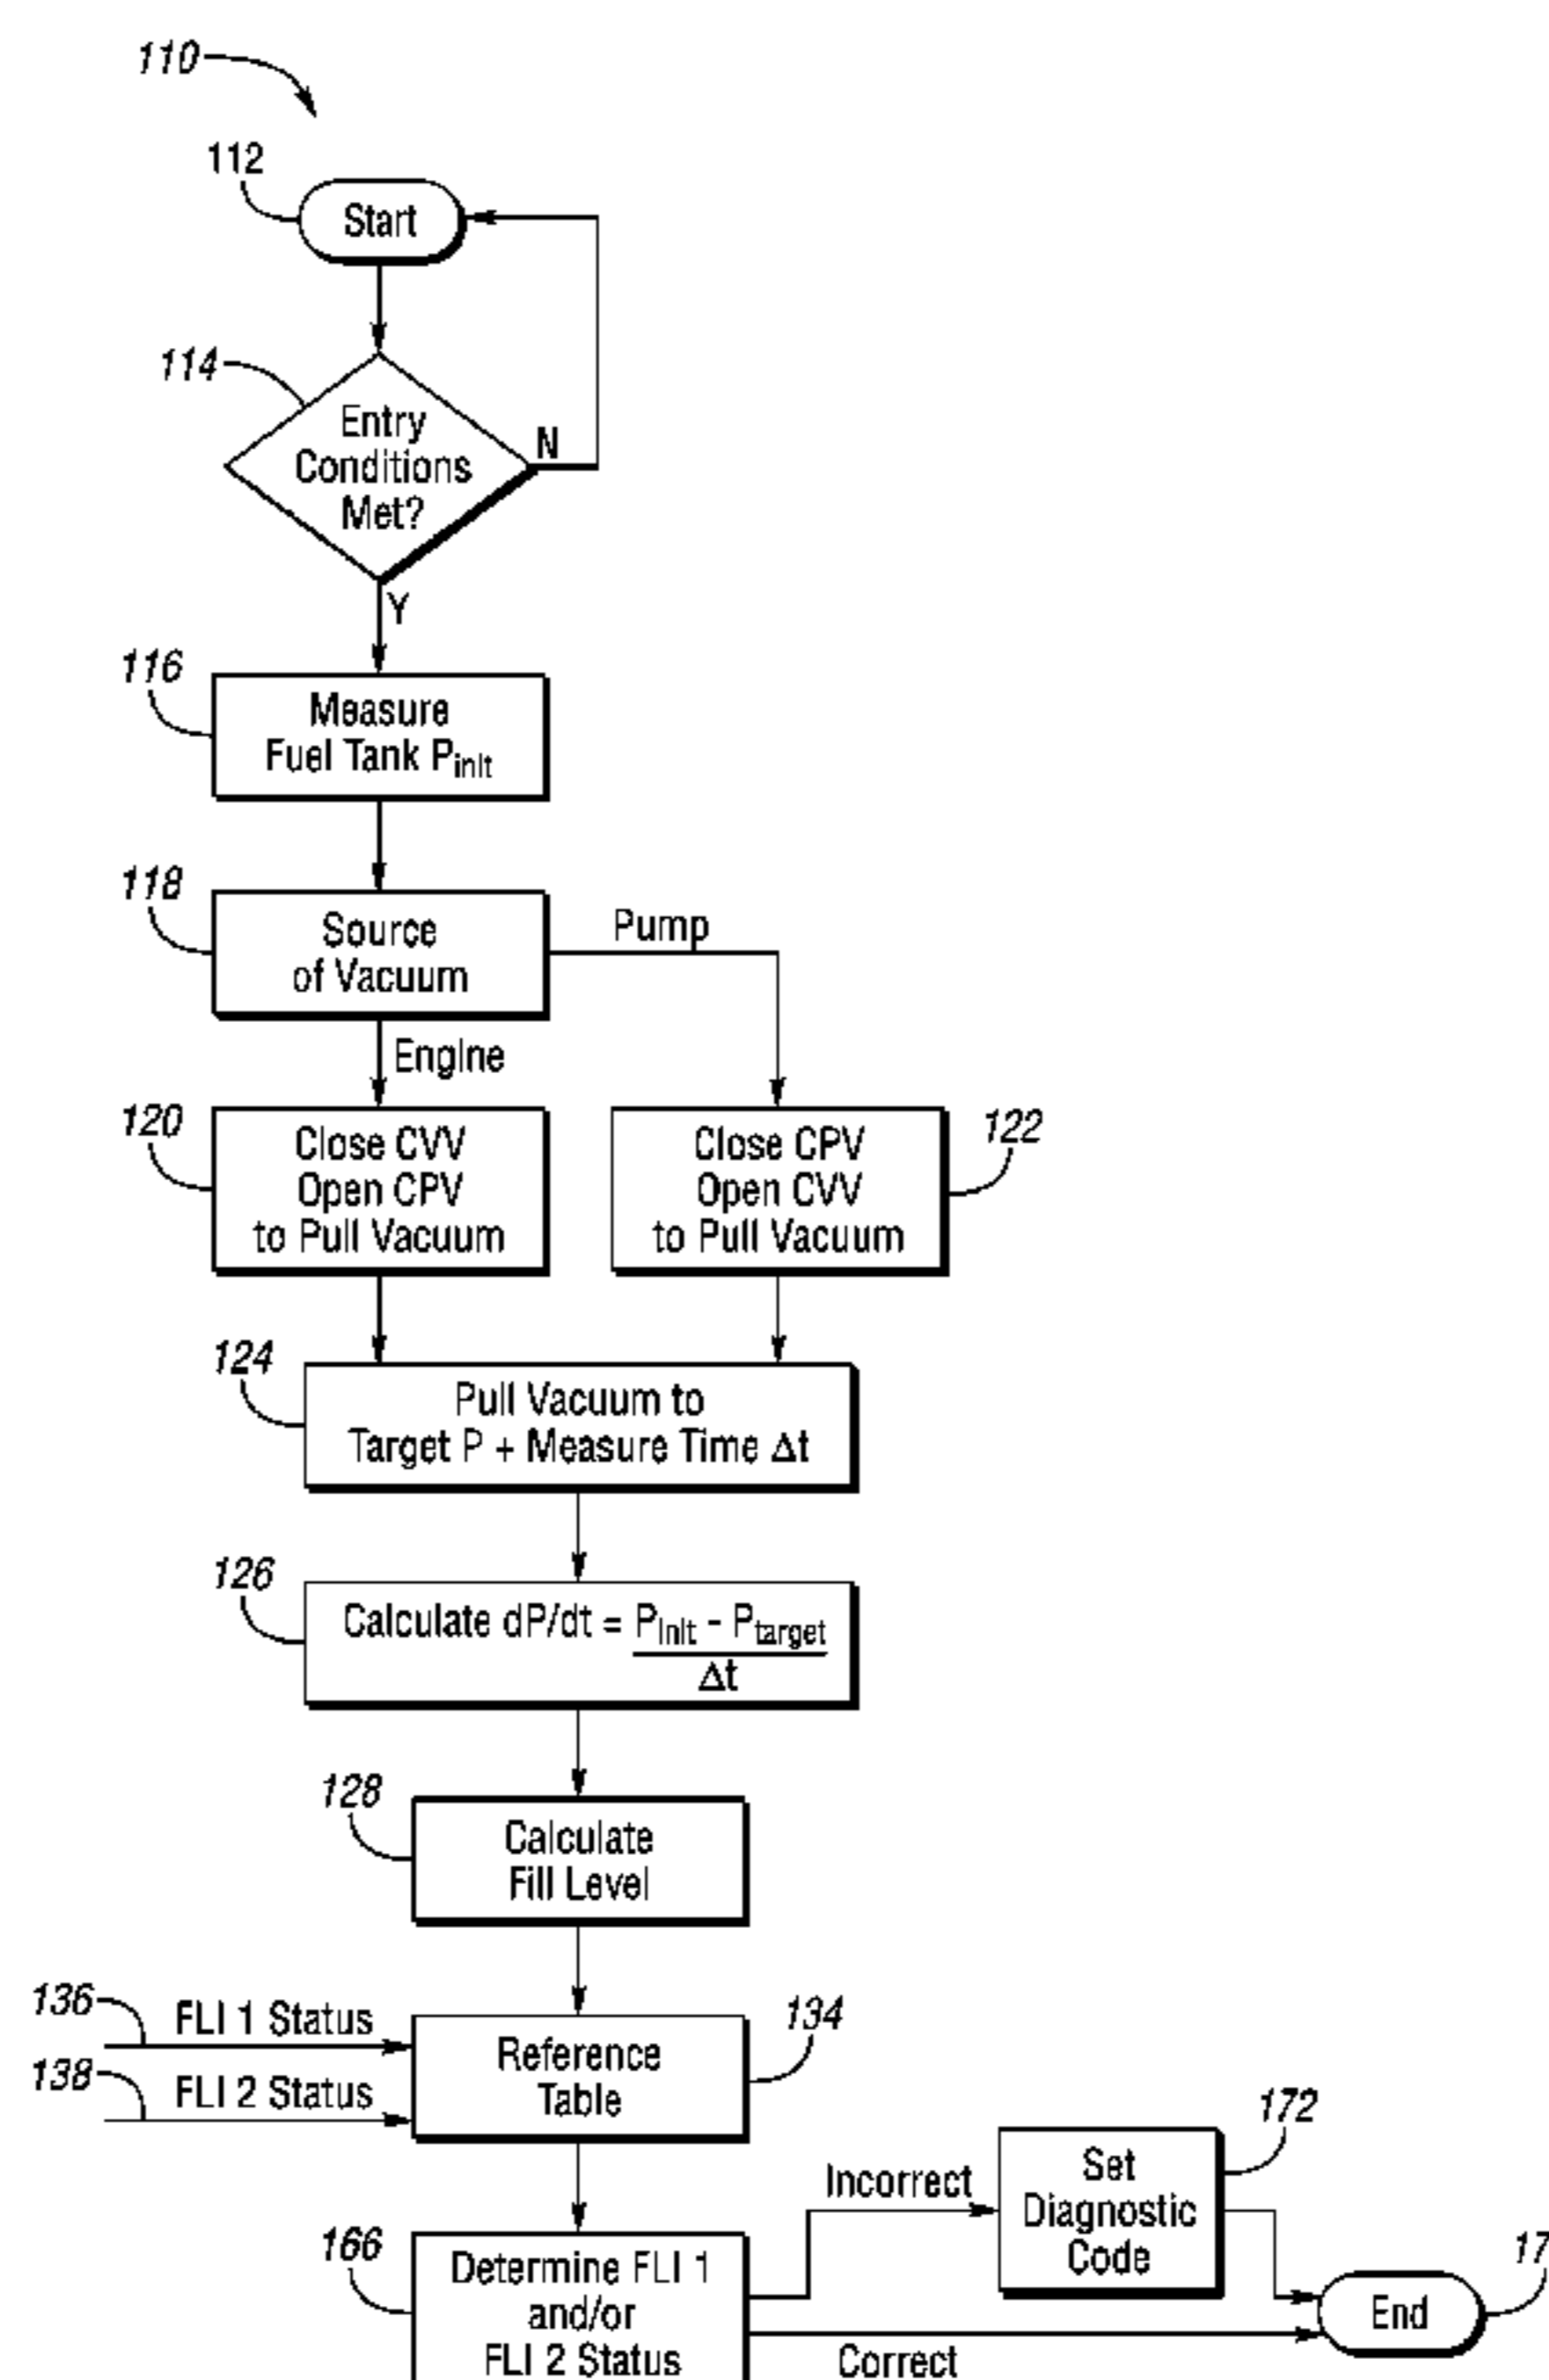 110
112
Start
114
Entry
Conditions
Met?
N
Y
116
Measure
Fuel Tank Pinit
118
Source
of Vacuum
Pump
Engine
120
Close CVV
Open CPV
to Pull Vacuum
Close CPV
Open CVV
to Pull Vacuum
122
124
Pull Vacuum to
Target P + Measure Time Δt
126
Calculate dP/dt = Pinit - Ptarget
Δt
128
Calculate
Fill Level
136
FLI 1 Status
138
FLI 2 Status
Reference
Table
134
166
Determine FLI 1
and/or
FLI 2 Status
Incorrect
Correct
Set
Diagnostic
Code
172
End